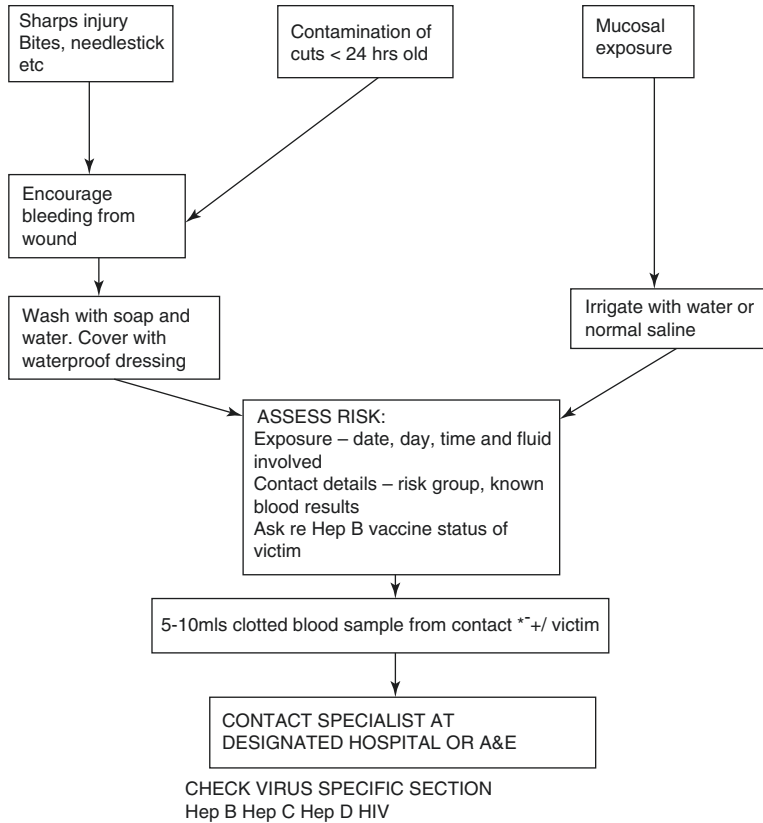 Sharps injury
Bites, needlestick
etc
Contamination of
cuts < 24 hrs old
Mucosal
exposure
Encourage
bleeding from
wound
Wash with soap and
water. Cover with
waterproof dressing
Irrigate with water or
normal saline
ASSESS RISK:
Exposure – date, day, time and fluid
involved
Contact details – risk group, known
blood results
Ask re Hep B vaccine status of
victim
5-10mls clotted blood sample from contact *-+/ victim
CONTACT SPECIALIST AT
DESIGNATED HOSPITAL OR A&E
CHECK VIRUS SPECIFIC SECTION
Hep B Hep C Hep D HIV